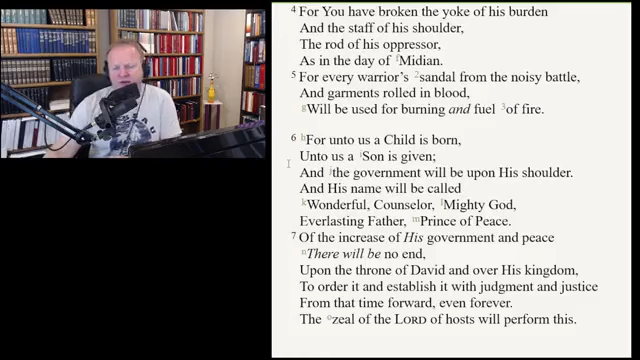 4 For You have broken the yoke of his burden
And the staff of his shoulder,
The rod of his oppressor,
As in the day of fMidian.
5 For every warrior's 2sandal from the noisy battle,
And garments rolled in blood,
gWill be used for burning and fuel 3of fire.
6 hFor unto us a Child is born,
Unto us a iSon is given;
And jthe government will be upon His shoulder.
And His name will be called
kWonderful, Counselor, lMighty God,
Everlasting Father, mPrince of Peace.
7 Of the increase of His government and peace
nThere will be no end,
Upon the throne of David and over His kingdom,
To order it and establish it with judgment and justice
From that time forward, even forever.
The ozeal of the LORD of hosts will perform this.